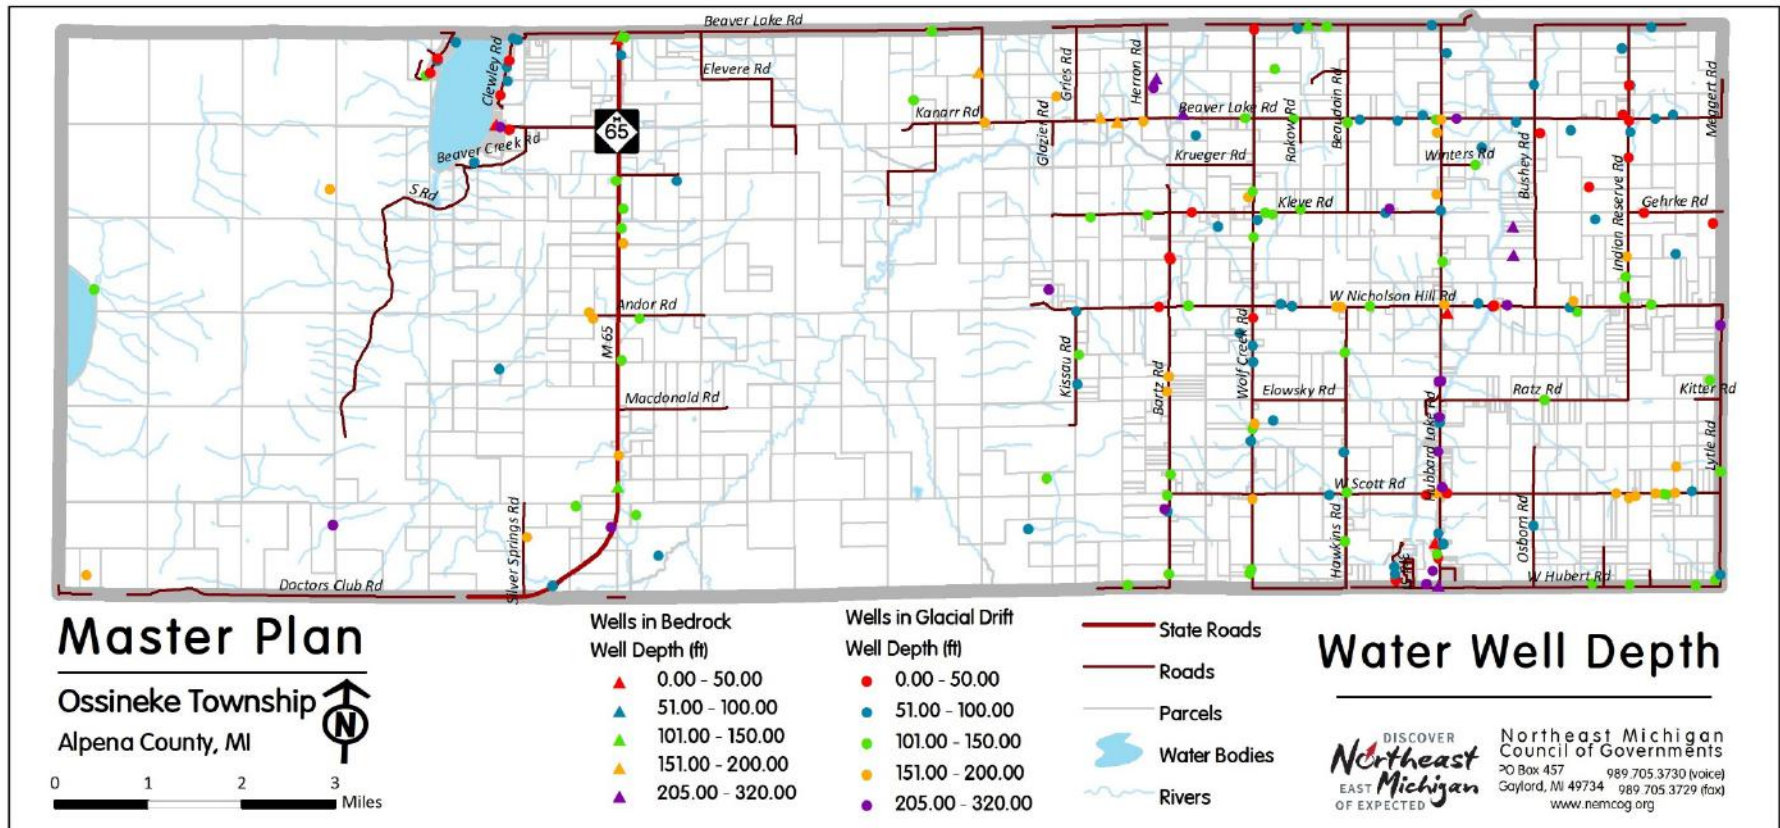 Beaver Lake Rd
Clewley Rd
Elevere Rd
Gries Rd
Herron Rd
Meggert Rd
M
65
Kanarr Rd
Beaver Lake Rd
Glazier Rd
Rakow Rd
Beaudoin Rd
Beaver Creek Rd
Krueger Rd
Winters Rd
Bushey Rd
S Rd
Kleve Rd
Indian Reserve Rd
Gehrke Rd
Andor Rd
W Nicholson Hill Rd
M-65
Kissau Rd
Bartz Rd
Wolf Creek Rd
Elowsky Rd
Ratz Rd
Kitter Rd
Macdonald Rd
Hubbard Lake Rd
Lytle Rd
W Scott Rd
Silver Springs Rd
Hawkins Rd
Osborn Rd
Doctors Club Rd
W Hubert Rd
Master Plan
Ossineke Township
Alpena County, MI
N
0 1 2 3
Miles
Wells in Bedrock
Well Depth (ft)
0.00 - 50.00
51.00 - 100.00
101.00 - 150.00
151.00 - 200.00
205.00 - 320.00
Wells in Glacial Drift
Well Depth (ft)
0.00 - 50.00
51.00 - 100.00
101.00 - 150.00
151.00 - 200.00
205.00 - 320.00
State Roads
Roads
Parcels
Water Bodies
Rivers
Water Well Depth
DISCOVER
Northeast
EAST Michigan
OF EXPECTED
Northeast Michigan
Council of Governments
PO Box 457 989.705.3730 (voice)
Gaylord, MI 49734 989.705.3729 (fax)
www.nemcog.org